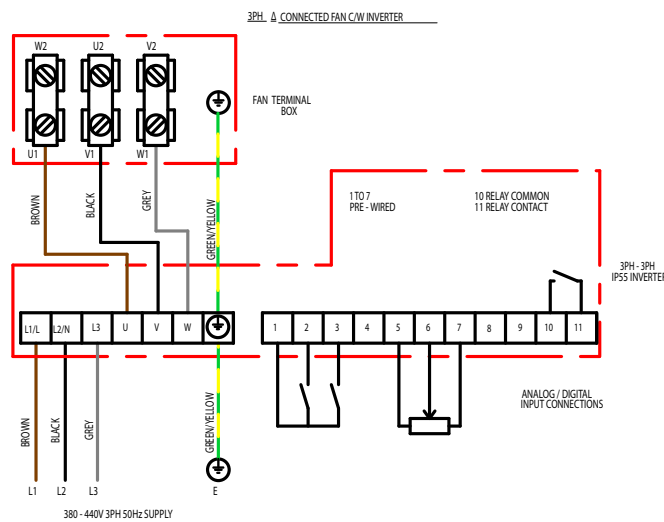 3PH Δ CONNECTED FAN C/W INVERTER
W2 U2 V2
FAN TERMINAL
BOX
U1 V1 W1
BROWN
BLACK
GREY
GREEN/YELLOW
1 TO 7
PRE - WIRED
10 RELAY COMMON
11 RELAY CONTACT
3PH - 3PH
IP55 INVERTER
L1/L L2/N L3 U V W
1 2 3 4 5 6 7 8 9 10 11
ANALOG / DIGITAL
INPUT CONNECTIONS
BROWN
BLACK
GREY
GREEN/YELLOW
L1 L2 L3 E
380 - 440V 3PH 50Hz SUPPLY